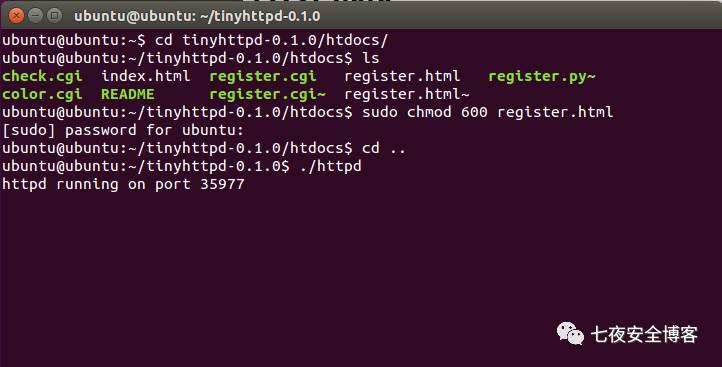 ubuntu@ubuntu: ~/tinyhttpd-0.1.0
ubuntu@ubuntu:~$ cd tinyhttpd-0.1.0/htdocs/
ubuntu@ubuntu:~/tinyhttpd-0.1.0/htdocs$ ls
check.cgi  index.html  register.cgi   register.html   register.py~
color.cgi  README      register.cgi~  register.html~
ubuntu@ubuntu:~/tinyhttpd-0.1.0/htdocs$ sudo chmod 600 register.html
[sudo] password for ubuntu:
ubuntu@ubuntu:~/tinyhttpd-0.1.0/htdocs$ cd ..
ubuntu@ubuntu:~/tinyhttpd-0.1.0$ ./httpd
httpd running on port 35977
七夜安全博客